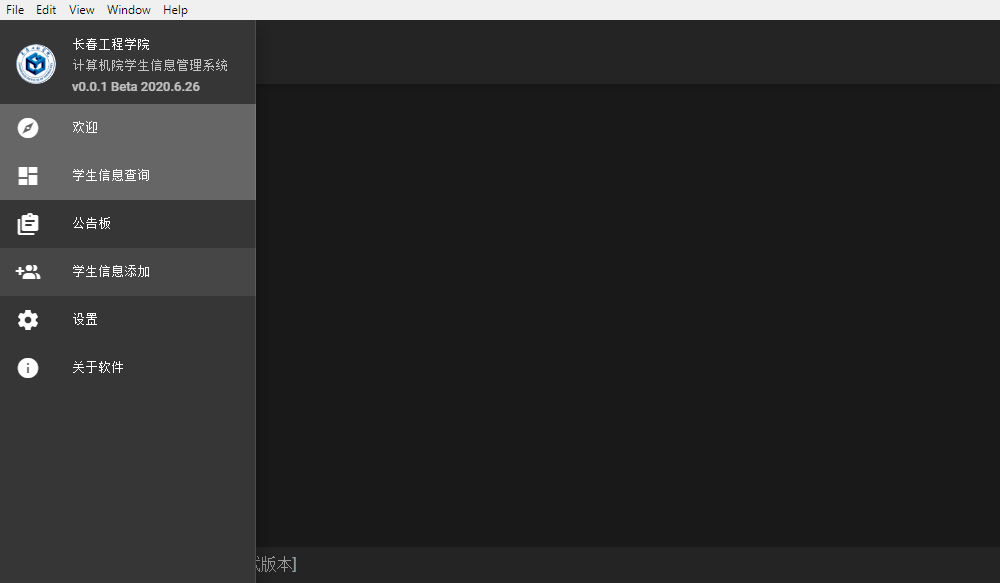 File Edit View Window Help
长春工程学院
计算机院学生信息管理系统
v0.0.1 Beta 2020.6.26
欢迎
学生信息查询
公告板
学生信息添加
设置
关于软件
版本]